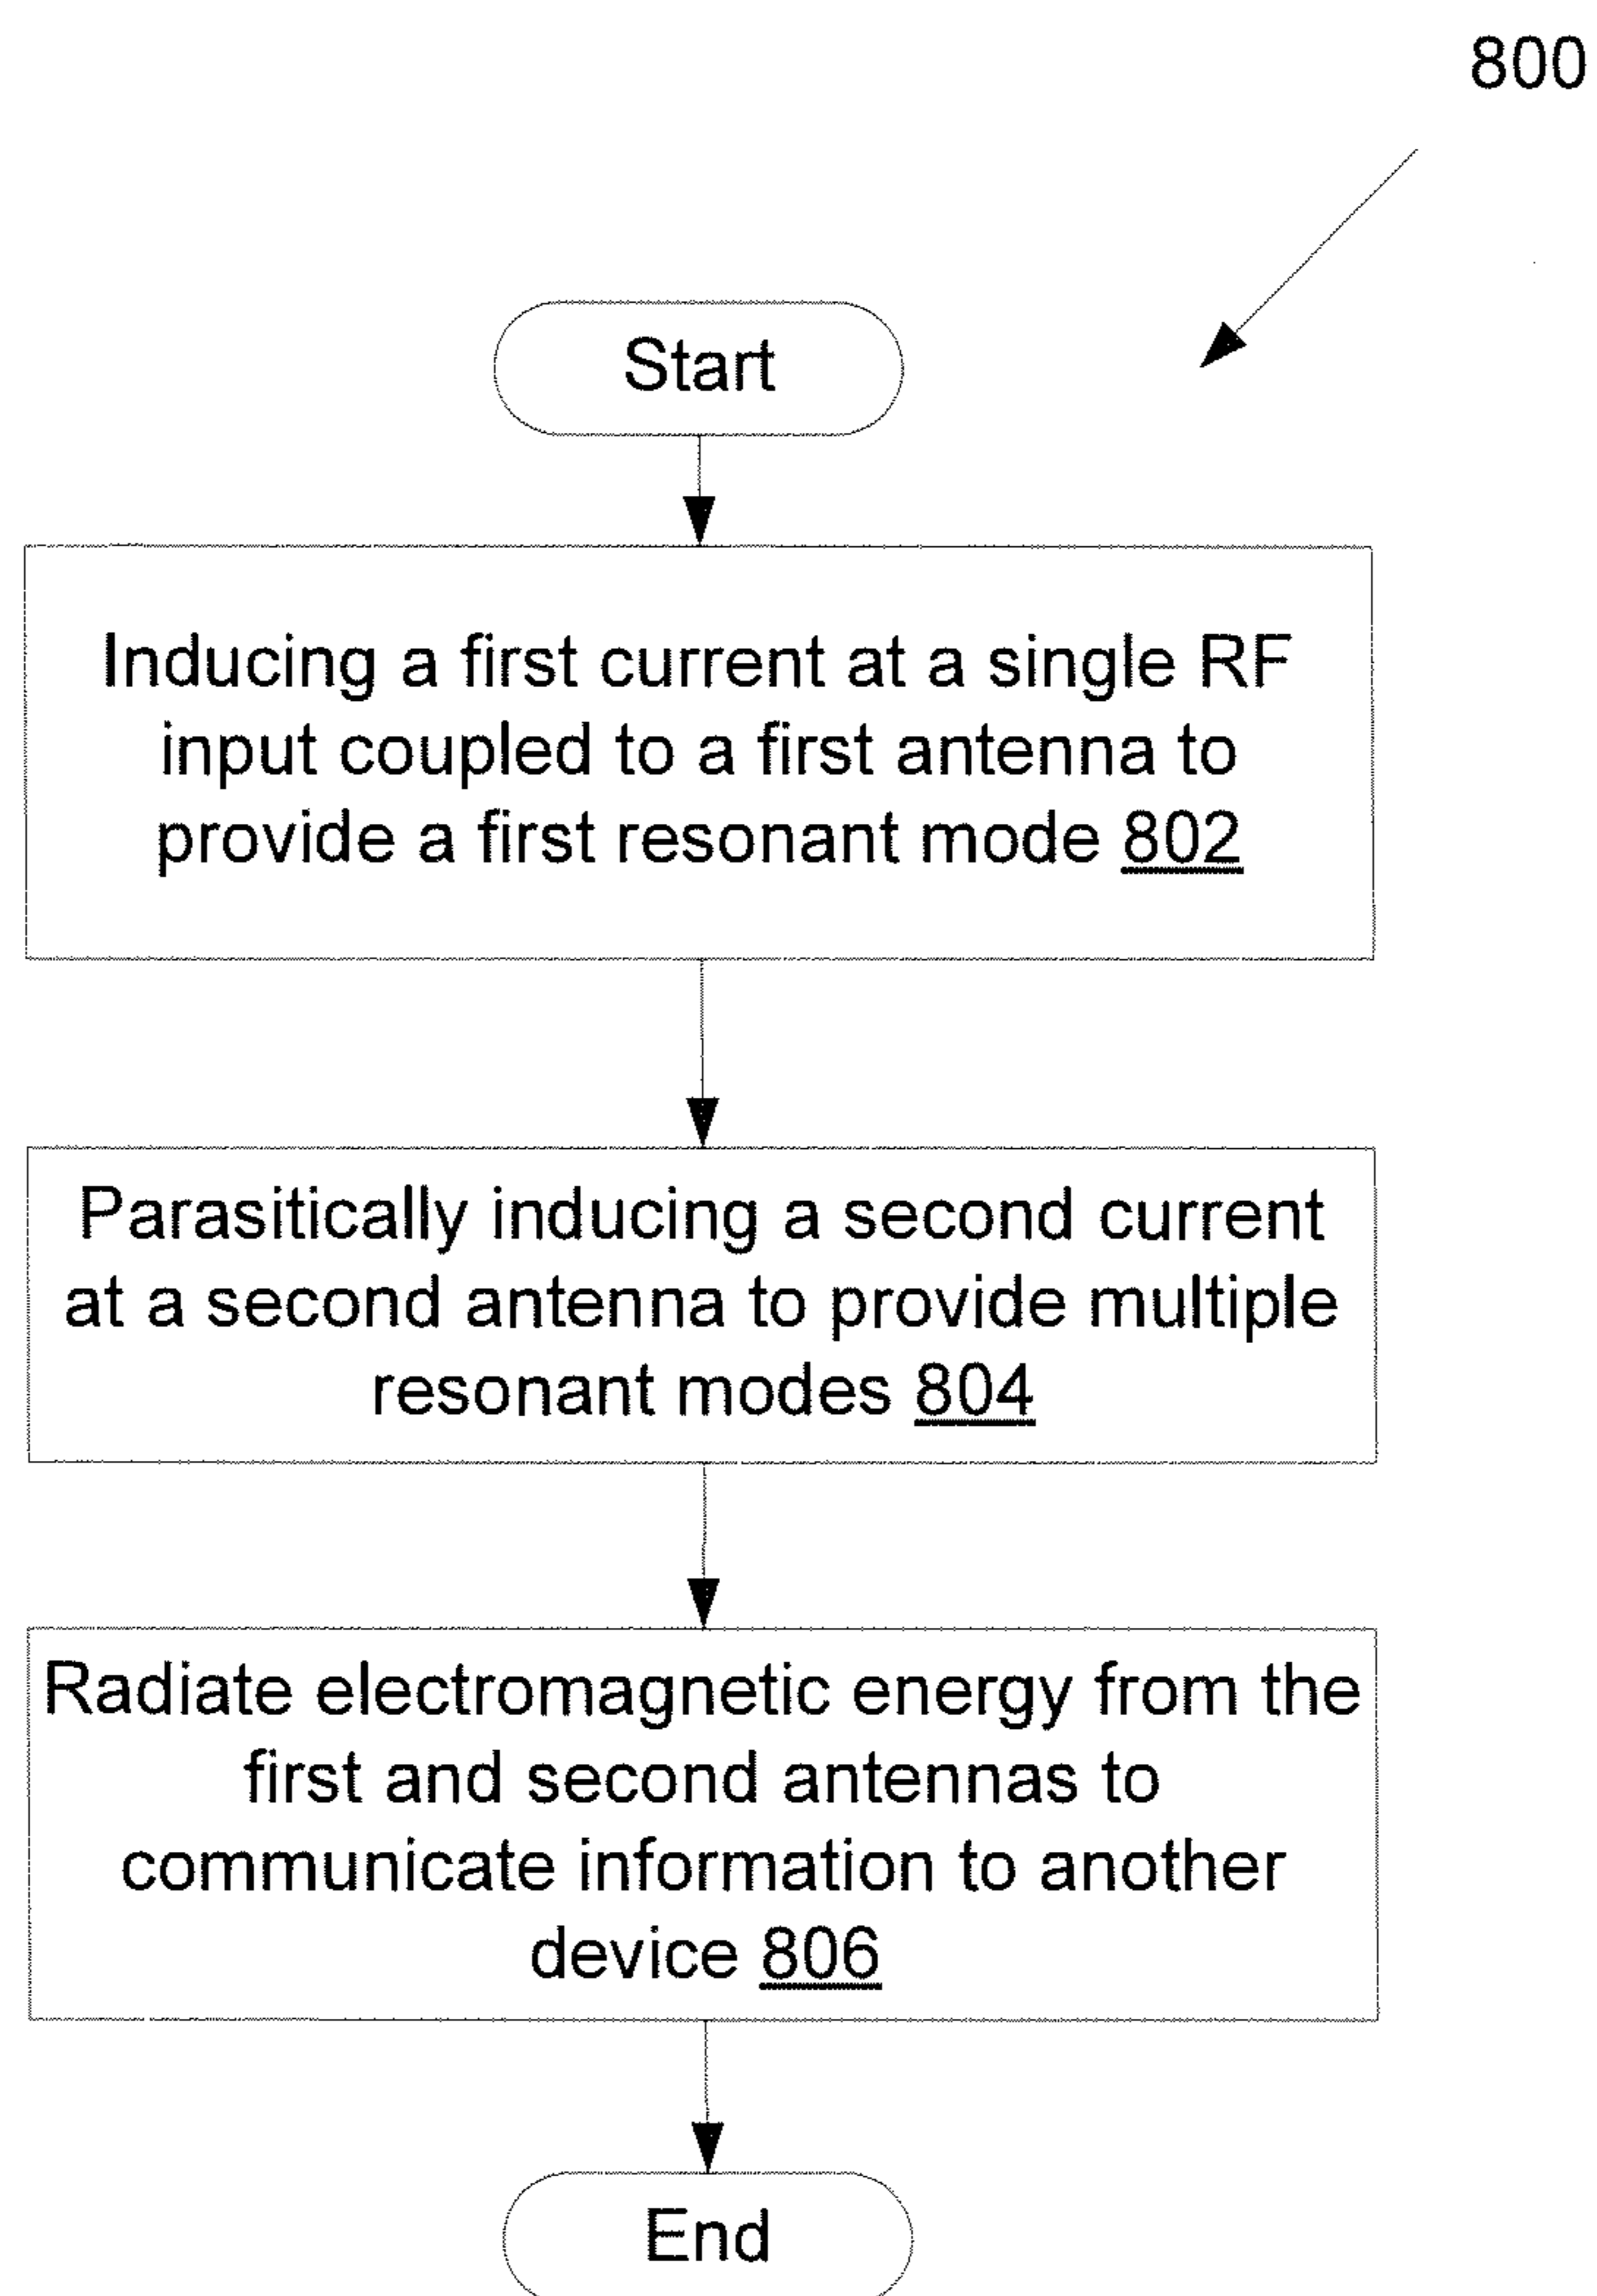 800
Start
Inducing a first current at a single RF
input coupled to a first antenna to
provide a first resonant mode 802
Parasitically inducing a second current
at a second antenna to provide multiple
resonant modes 804
Radiate electromagnetic energy from the
first and second antennas to
communicate information to another
device 806
End